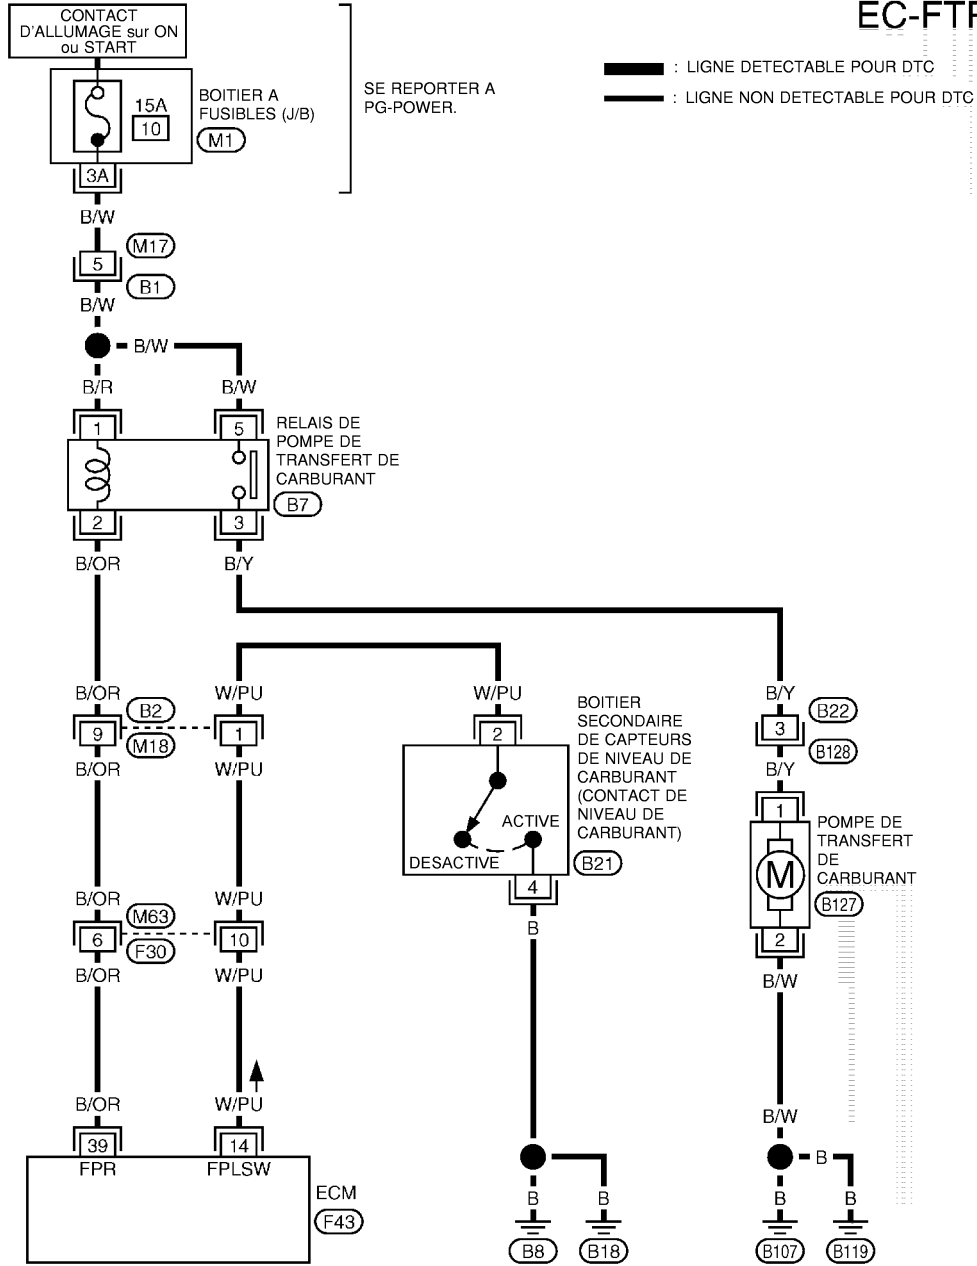 CONTACT
D'ALLUMAGE sur ON
ou START
EC-FTP
: LIGNE DETECTABLE POUR DTC
: LIGNE NON DETECTABLE POUR DTC
SE REPORTER A
PG-POWER.
15A
10
BOITIER A
FUSIBLES (J/B)
M1
3A
B/W
M17
5
B1
B/W
B/W
B/R
B/W
1
5
RELAIS DE
POMPE DE
TRANSFERT DE
CARBURANT
B7
2
3
B/OR
B/Y
B/OR
W/PU
W/PU
B/Y
B2
9
1
M18
B/OR
W/PU
2
BOITIER
SECONDAIRE
DE CAPTEURS
DE NIVEAU DE
CARBURANT
(CONTACT DE
NIVEAU DE
CARBURANT)
B21
ACTIVE
DESACTIVE
4
B
B22
3
B128
B/Y
1
POMPE DE
TRANSFERT
DE
CARBURANT
M
B127
2
B/W
B/OR
W/PU
M63
6
10
F30
B/OR
W/PU
B/OR
W/PU
39
14
FPR
FPLSW
ECM
F43
B/W
B
B
B
B
B
B8
B18
B107
B119